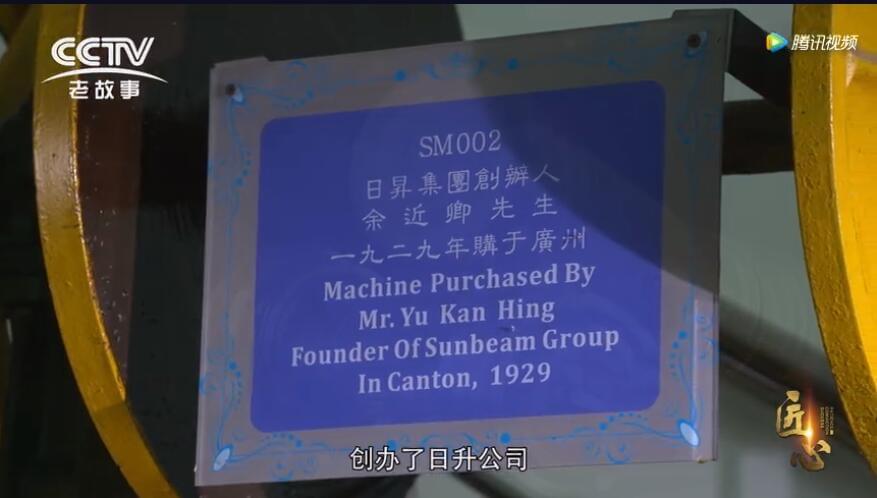 CCTV
老故事
腾讯视频
SM002
日昇集團創辦人
余近卿先生
一九二九年購于廣州
Machine Purchased By
Mr. Yu Kan Hing
Founder Of Sunbeam Group
In Canton, 1929
匠心
创办了日升公司